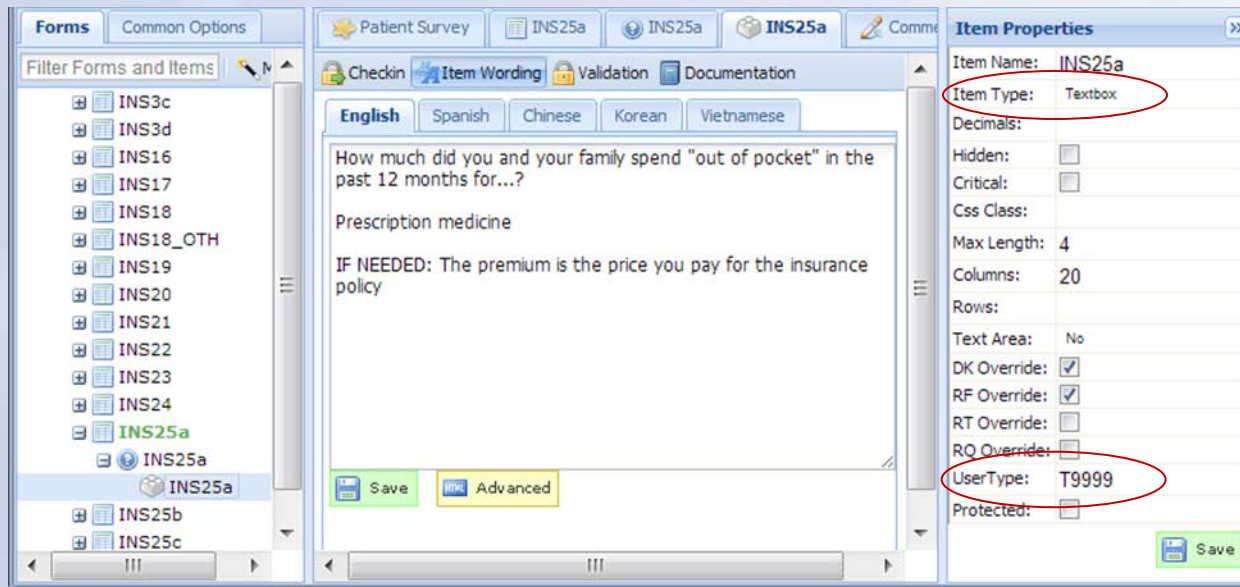 Forms
Common Options
Filter Forms and Items
INS3c
INS3d
INS16
INS17
INS18
INS18_OTH
INS19
INS20
INS21
INS22
INS23
INS24
INS25a
INS25a
INS25a
INS25b
INS25c
Patient Survey
INS25a
INS25a
INS25a
Checkin
Item Wording
Validation
Documentation
English
Spanish
Chinese
Korean
Vietnamese
How much did you and your family spend "out of pocket" in the
past 12 months for...?
Prescription medicine
IF NEEDED: The premium is the price you pay for the insurance
policy
Save
HTML Advanced
Item Properties
Item Name: INS25a
Item Type: Textbox
Decimals:
Hidden:
Critical:
Css Class:
Max Length: 4
Columns: 20
Rows:
Text Area: No
DK Override:
RF Override:
RT Override:
RQ Override:
UserType: T9999
Protected:
Save